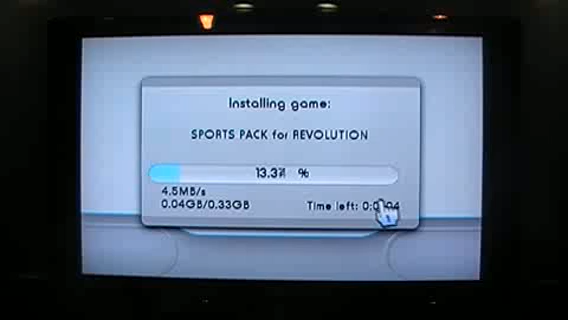 Installing game:
SPORTS PACK for REVOLUTION
%
4.5MB/s
0.04GB/0.33GB
Time left: